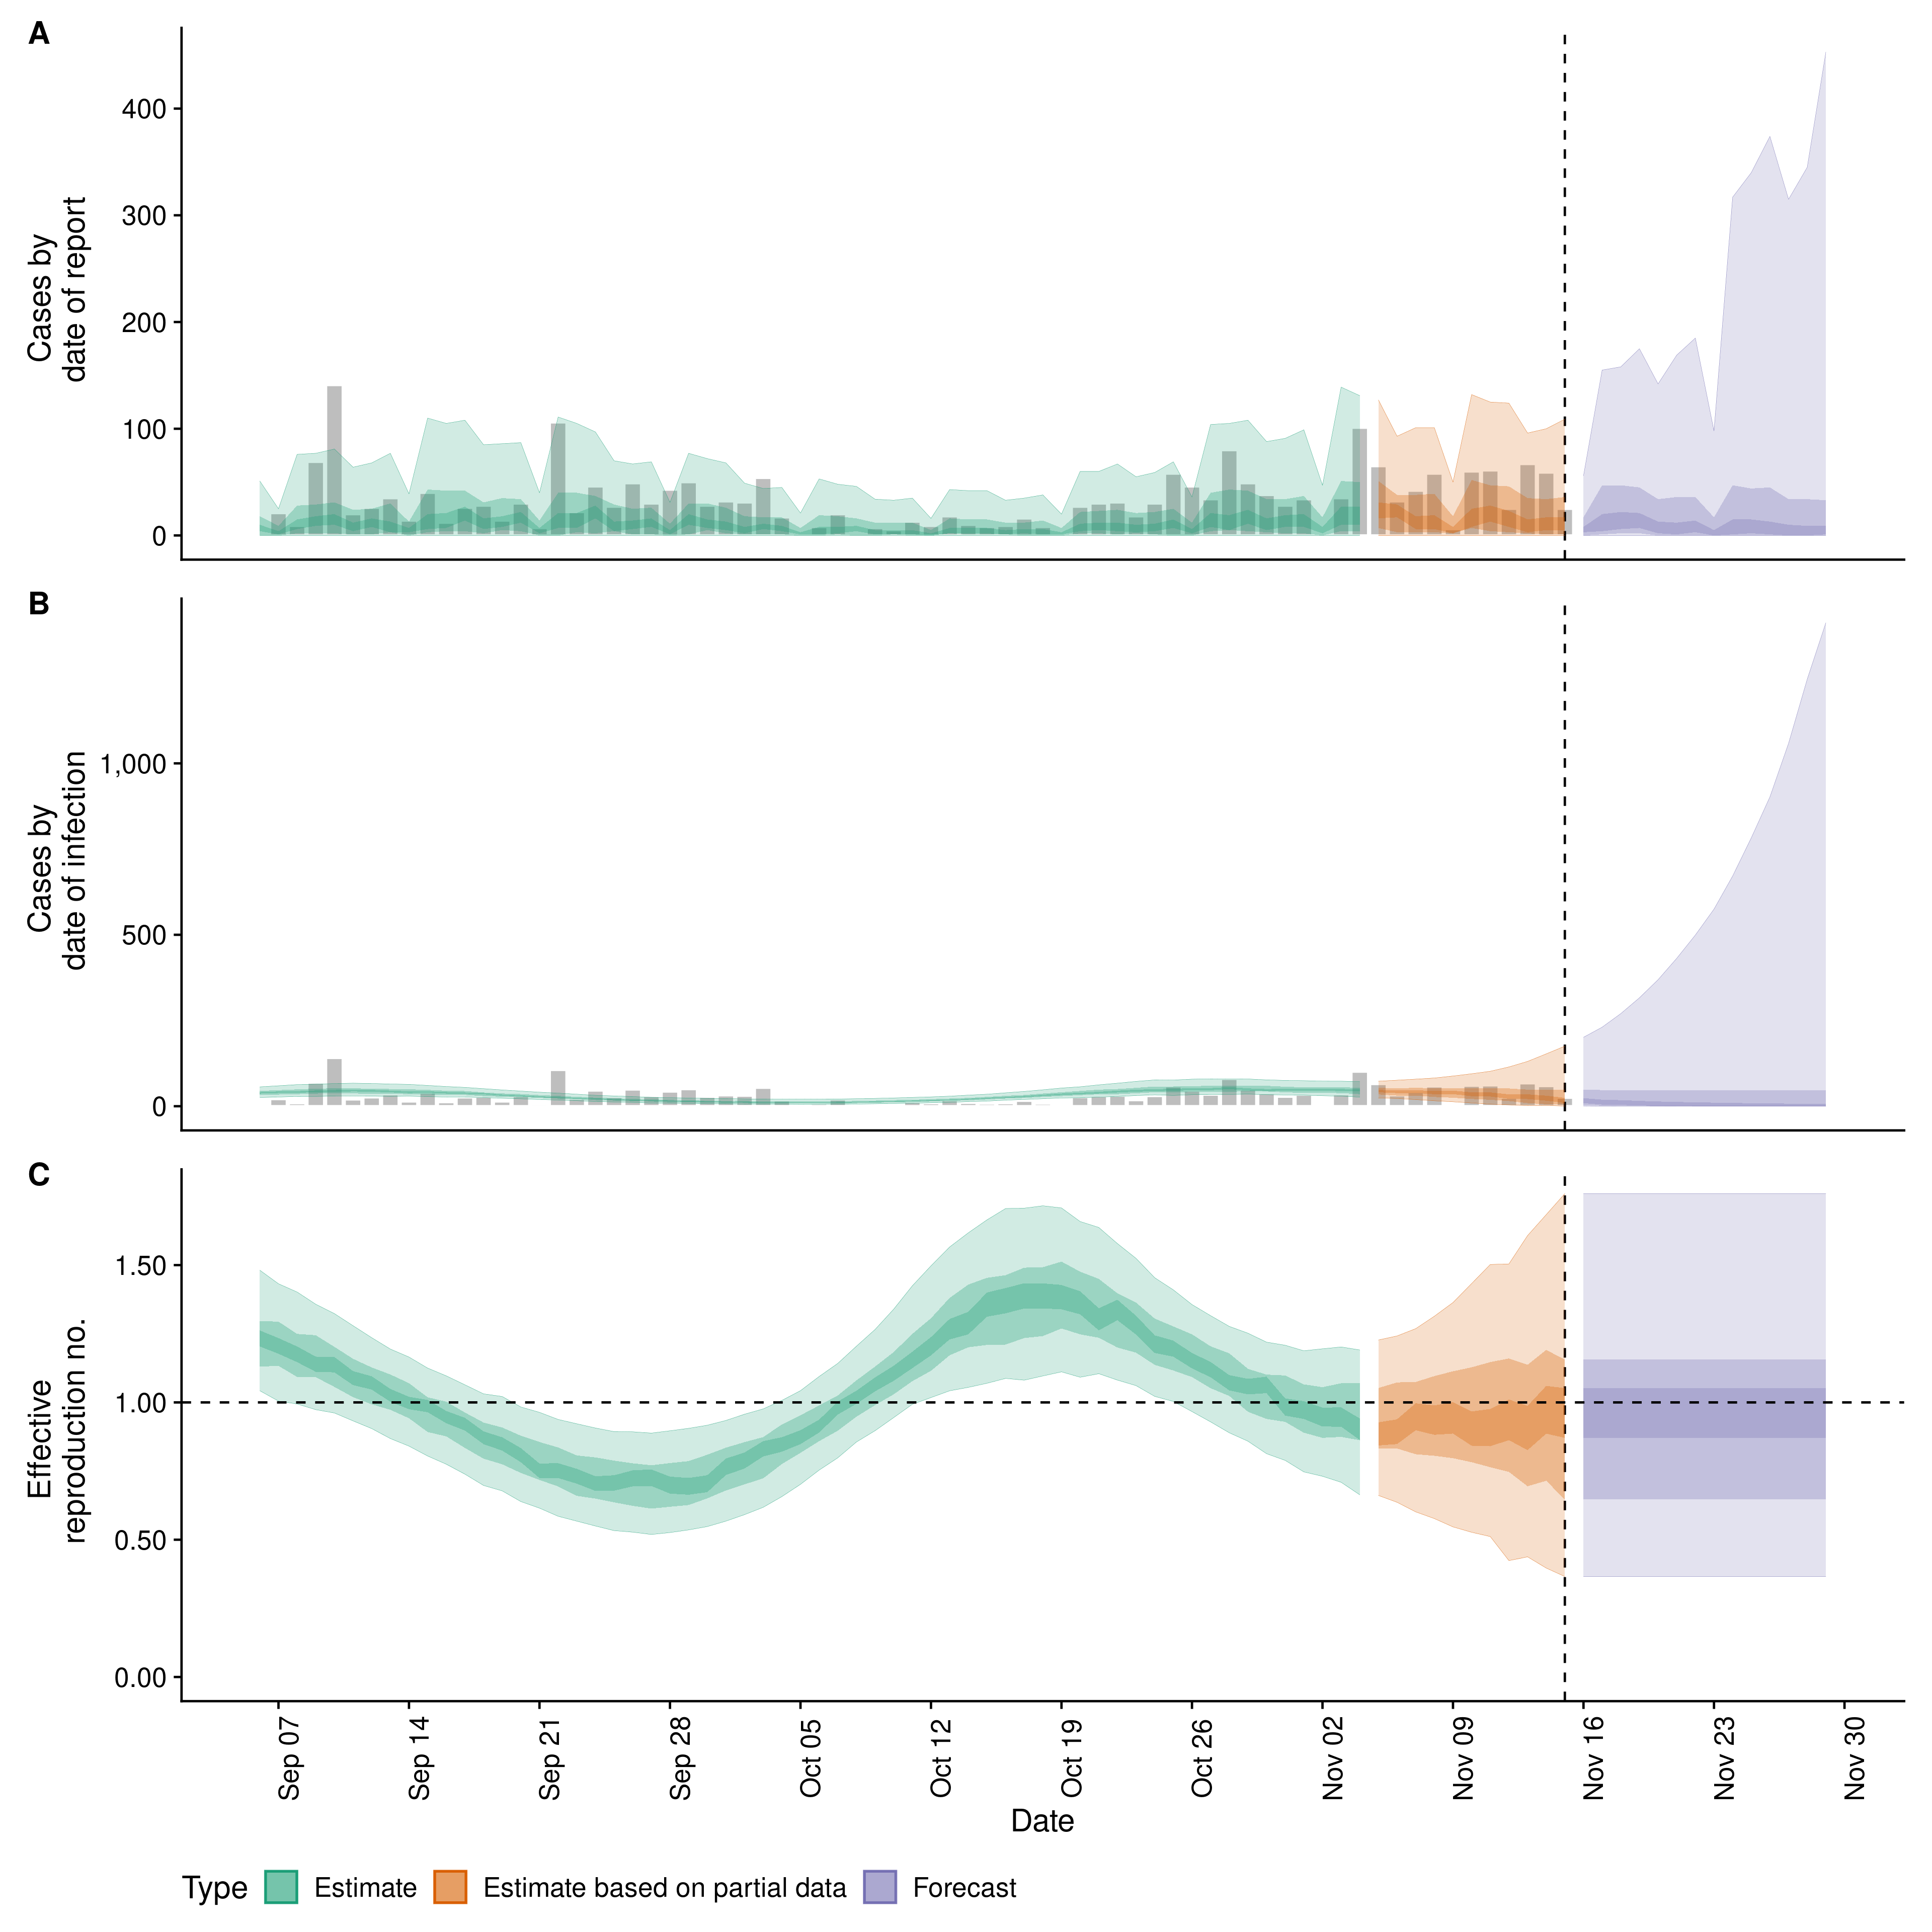 A
Cases by
date of report
400
300
200
100
0
B
Cases by
date of infection
1,000
500
0
C
Effective
reproduction no.
1.50
1.00
0.50
0.00
Sep 07
Sep 14
Sep 21
Sep 28
Oct 05
Oct 12
Oct 19
Oct 26
Nov 02
Nov 09
Nov 16
Nov 23
Nov 30
Date
Type Estimate Estimate based on partial data Forecast